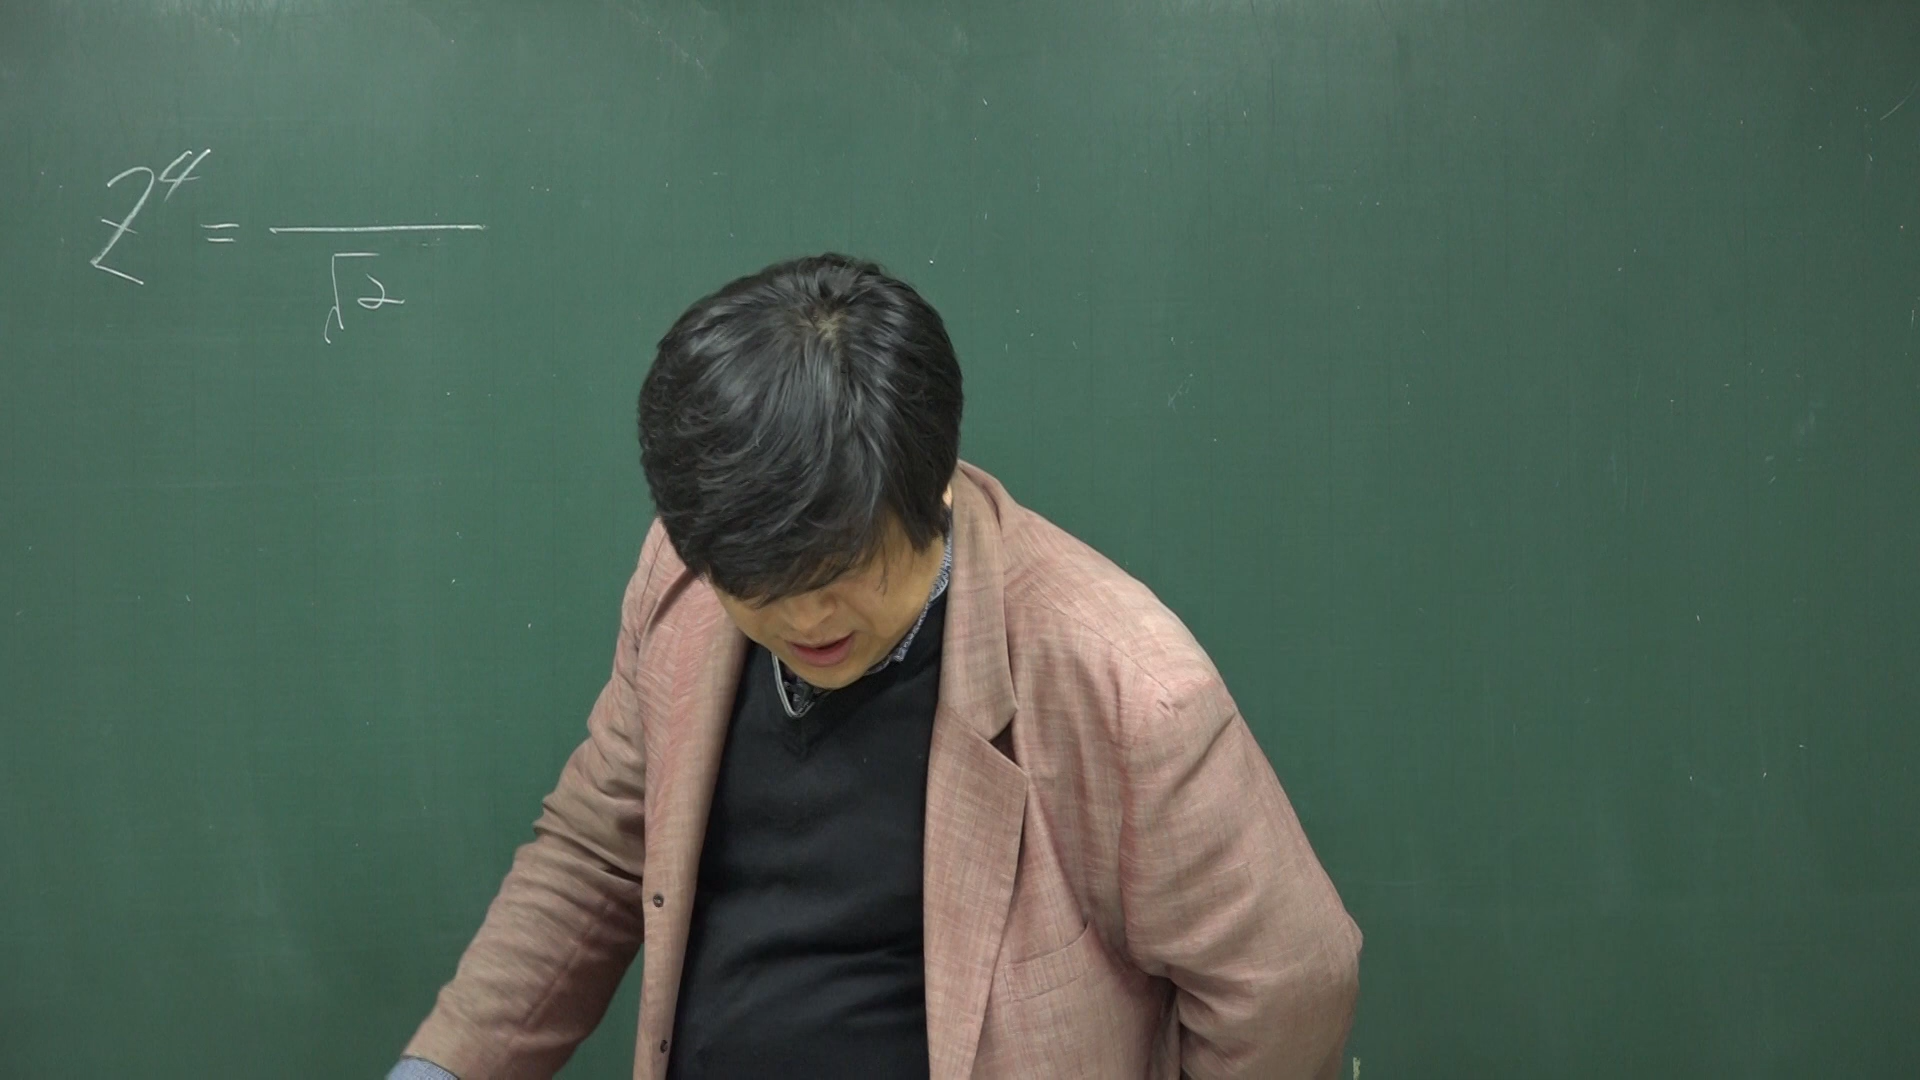 Z⁴ = ―/√2